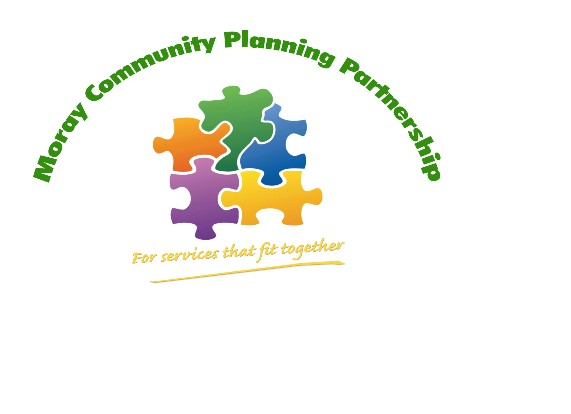 Moray Community Planning Partnership
For services that fit together